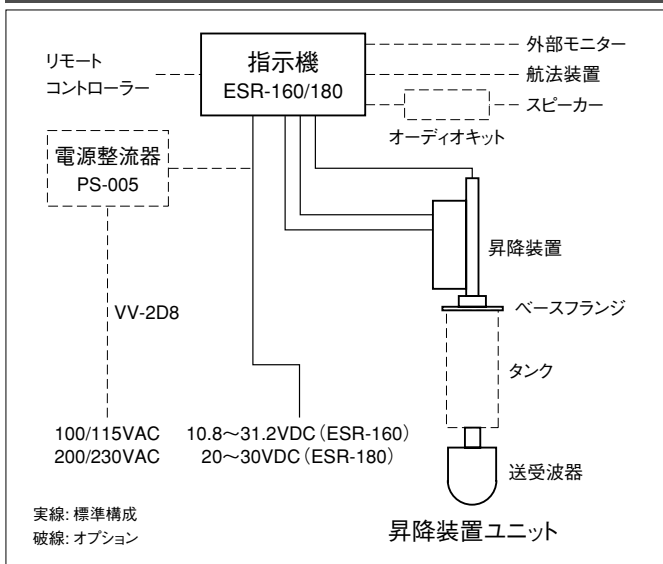 リモート
コントローラー
指示機
ESR-160/180
外部モニター
航法装置
スピーカー
オーディオキット
電源整流器
PS-005
昇降装置
ベースフランジ
VV-2D8
タンク
100/115VAC 10.8～31.2VDC（ESR-160）
200/230VAC 20～30VDC（ESR-180）
送受波器
実線: 標準構成
破線: オプション
昇降装置ユニット